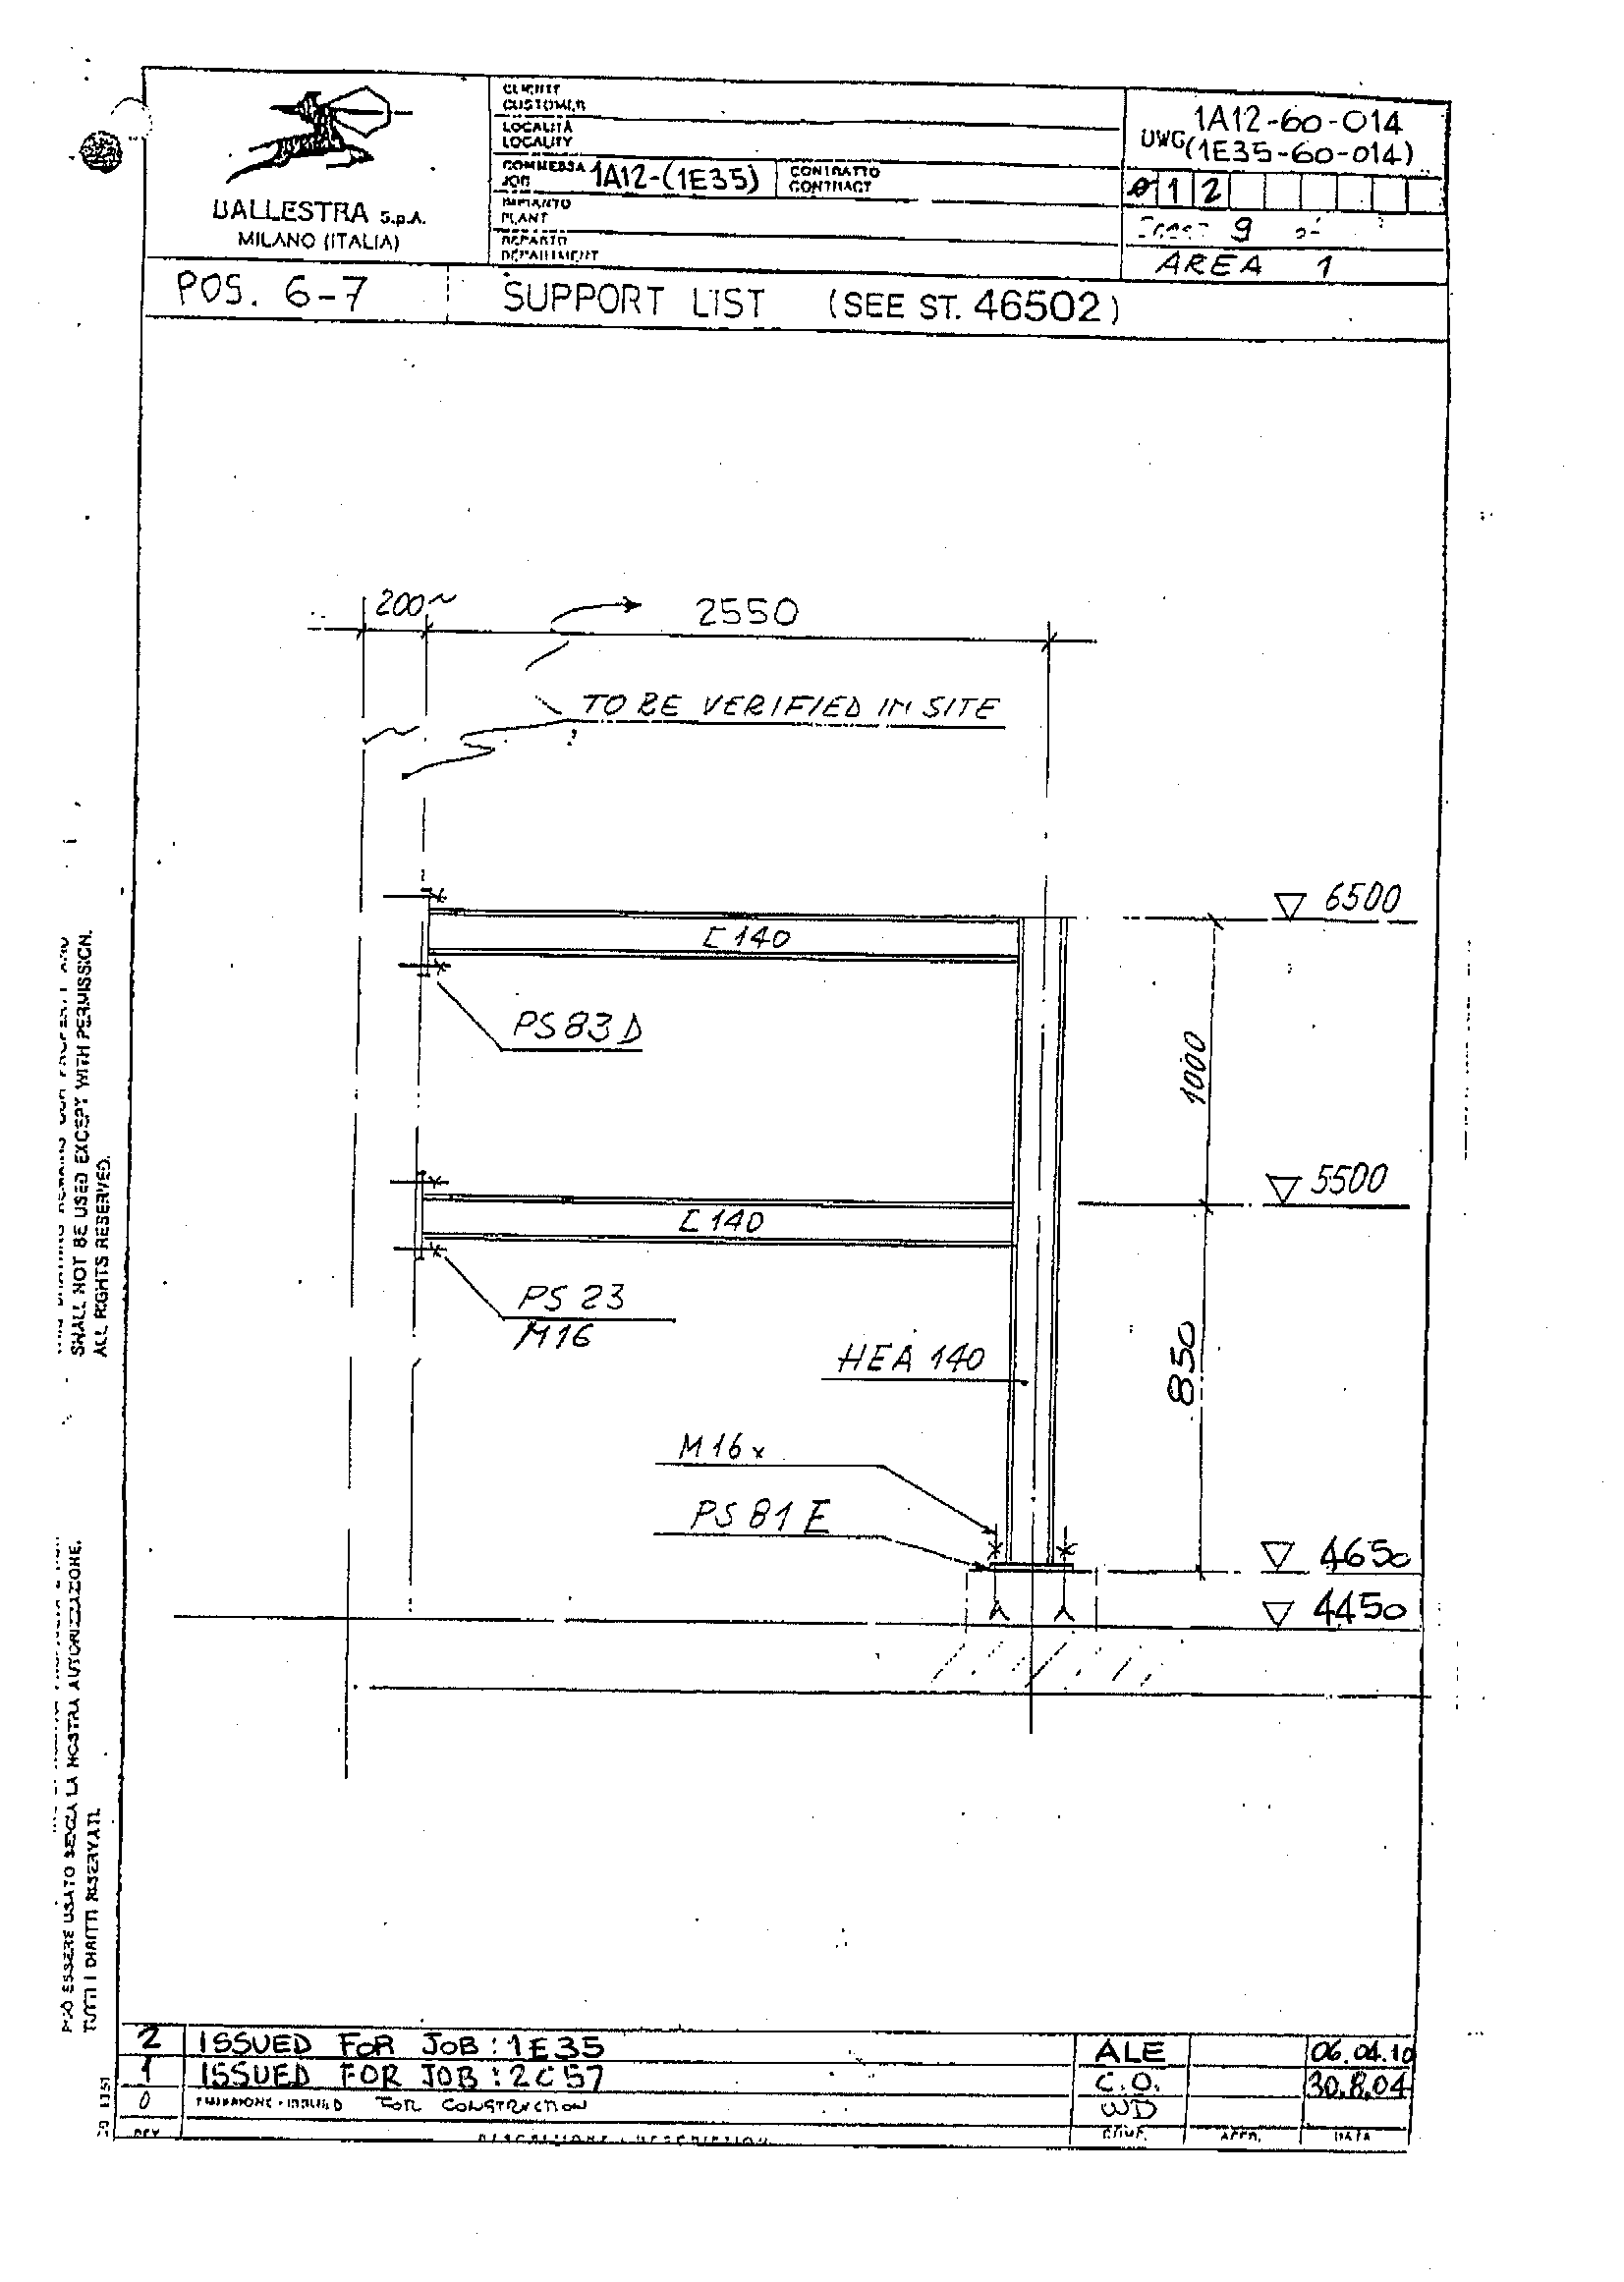 CLIENTE
CUSTOMER
LOCALITÀ
LOCALITY
COMMESSA
JOB
1A12-(1E35)
CONTRATTO
CONTRACT
IMPIANTO
PLANT
REPARTO
DEPARTMENT
BALLESTRA S.p.A.
MILANO (ITALIA)
1A12-60-014
DWG(1E35-60-014)
0 1 2
9
AREA 1
POS. 6-7
SUPPORT LIST (SEE ST. 46502)
200~
2550
TO BE VERIFIED IN SITE
6500
[ 140
PS 83 D
1000
5500
[ 140
PS 23
M16
HEA 140
850
M16x
PS 81 E
4650
4450
SHALL NOT BE USED EXCEPT WITH PERMISSION.
ALL RIGHTS RESERVED.
PUÒ ESSERE USATO SENZA LA NOSTRA AUTORIZZAZIONE.
TUTTI I DIRITTI RISERVATI.
2 ISSUED FOR JOB:1E35 ALE 06.04.10
1 ISSUED FOR JOB:2C57 C.O. 30.8.04
0 EMISSIONE - ISSUED FOR CONSTRUCTION WD
REV. DESCRIZIONE - DESCRIPTION COMP. APPR. DATA